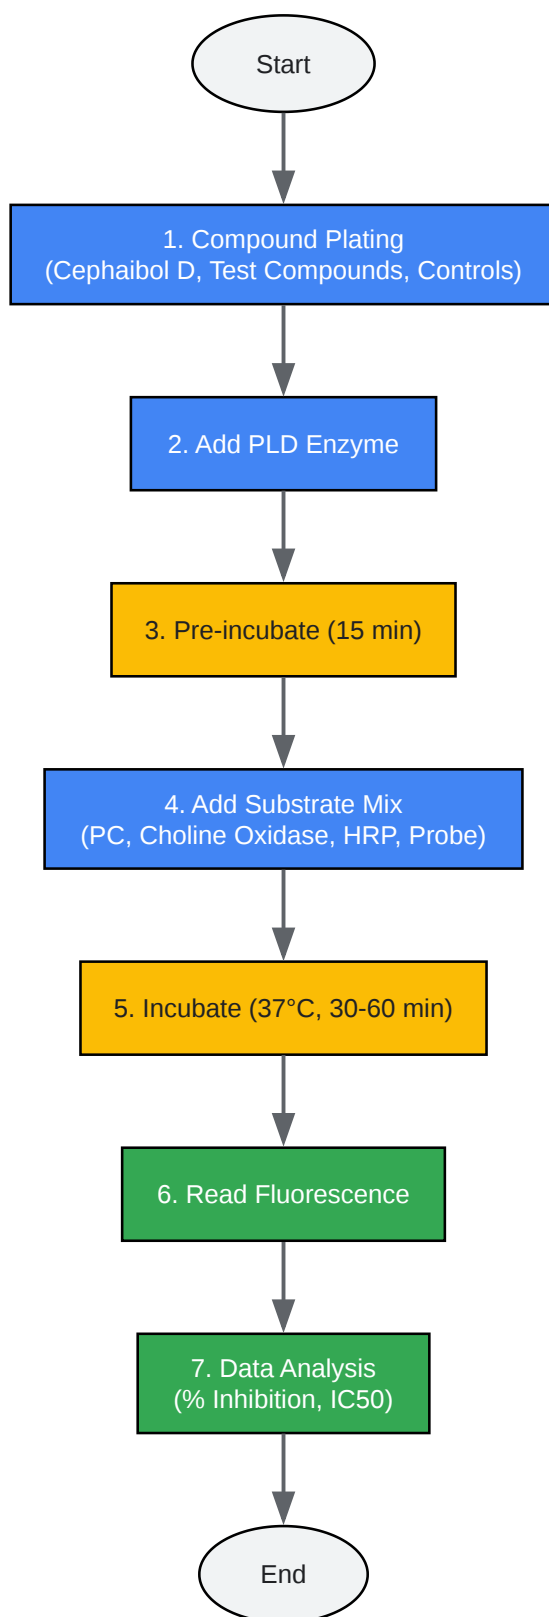 Start
1. Compound Plating
(Cephaibol D, Test Compounds, Controls)
2. Add PLD Enzyme
3. Pre-incubate (15 min)
4. Add Substrate Mix
(PC, Choline Oxidase, HRP, Probe)
5. Incubate (37°C, 30-60 min)
6. Read Fluorescence
7. Data Analysis
(% Inhibition, IC50)
End